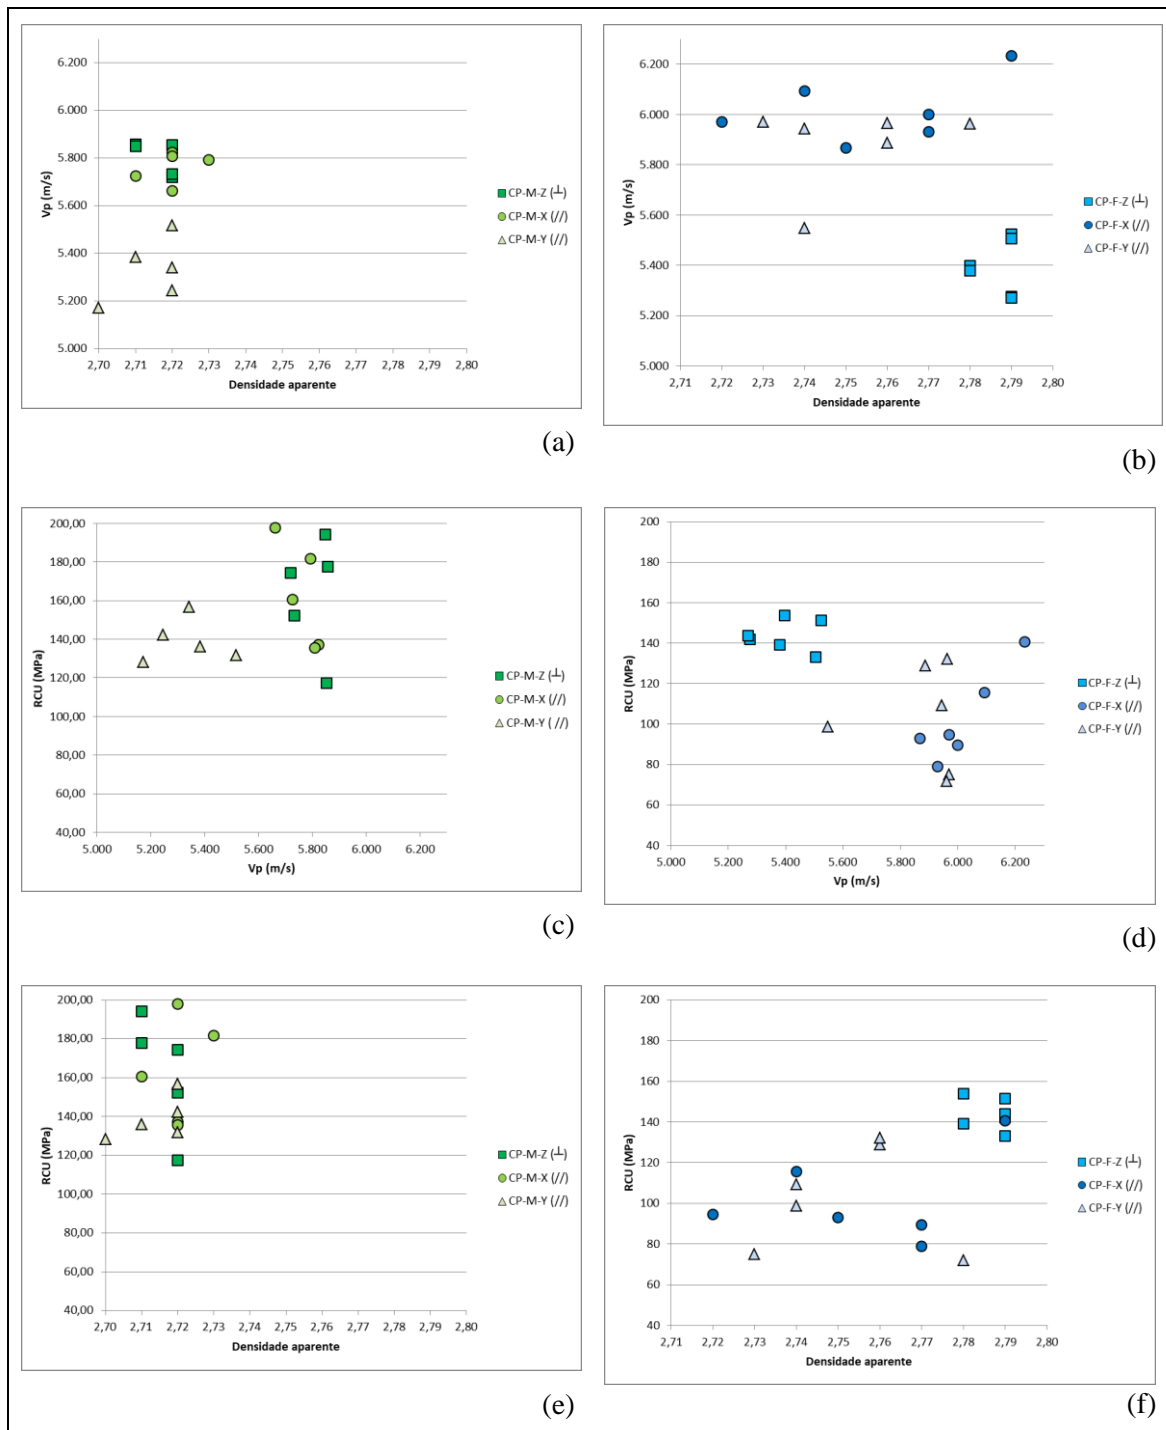 6.200
6.000
5.800
5.600
5.400
5.200
5.000
Vp (m/s)
2,70 2,71 2,72 2,73 2,74 2,75 2,76 2,77 2,78 2,79 2,80
Densidade aparente
CP-M-Z (┴)
CP-M-X (//)
CP-M-Y (//)
(a)
6.200
6.000
5.800
5.600
5.400
5.200
5.000
Vp (m/s)
2,71 2,72 2,73 2,74 2,75 2,76 2,77 2,78 2,79 2,80
Densidade aparente
CP-F-Z (┴)
CP-F-X (//)
CP-F-Y (//)
(b)
200,00
180,00
160,00
140,00
120,00
100,00
80,00
60,00
40,00
RCU (MPa)
5.000 5.200 5.400 5.600 5.800 6.000 6.200
Vp (m/s)
CP-M-Z (┴)
CP-M-X (//)
CP-M-Y ( //)
(c)
200
180
160
140
120
100
80
60
40
RCU (MPa)
5.000 5.200 5.400 5.600 5.800 6.000 6.200
Vp (m/s)
CP-F-Z (┴)
CP-F-X (//)
CP-F-Y (//)
(d)
200,00
180,00
160,00
140,00
120,00
100,00
80,00
60,00
40,00
RCU (MPa)
2,70 2,71 2,72 2,73 2,74 2,75 2,76 2,77 2,78 2,79 2,80
Densidade aparente
CP-M-Z (┴)
CP-M-X (//)
CP-M-Y (//)
(e)
200
180
160
140
120
100
80
60
40
RCU (MPa)
2,71 2,72 2,73 2,74 2,75 2,76 2,77 2,78 2,79 2,80
Densidade aparente
CP-F-Z (┴)
CP-F-X (//)
CP-F-Y (//)
(f)